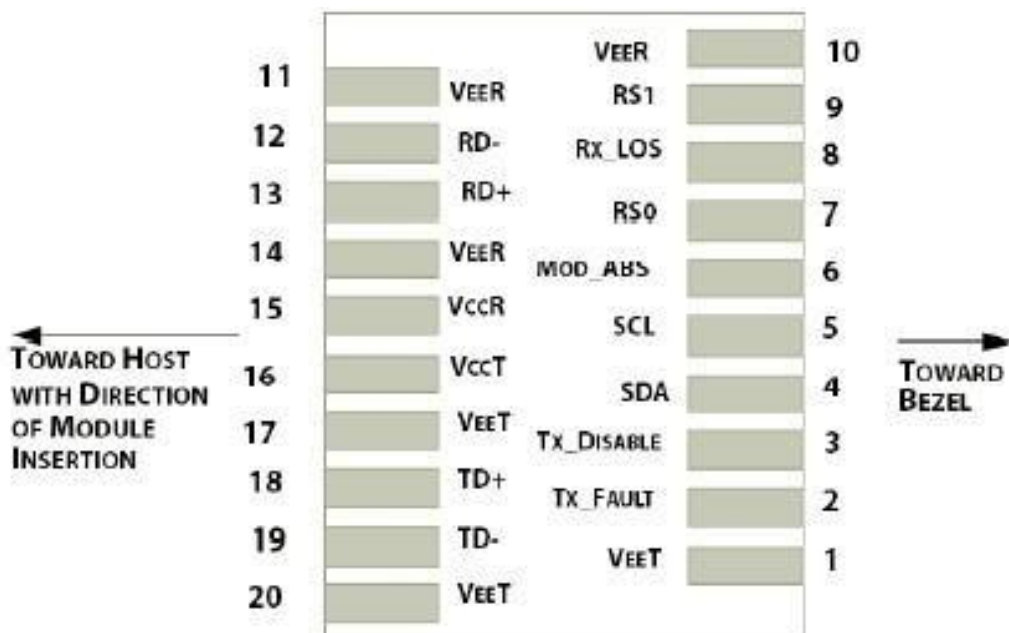 11 VEER
12 RD-
13 RD+
14 VEER
15 VCCR
16 VCCT
17 VEET
18 TD+
19 TD-
20 VEET
VEER 10
RS1 9
RX_LOS 8
RS0 7
MOD_ABS 6
SCL 5
SDA 4
TX_DISABLE 3
TX_FAULT 2
VEET 1
TOWARD HOST
WITH DIRECTION
OF MODULE
INSERTION
TOWARD
BEZEL